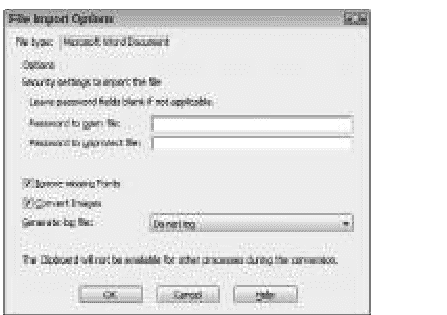 File Import Options
File type: Microsoft Word Document
Options
Security settings to import the file
Leave password fields blank if not applicable.
Password to open file:
Password to unprotect file:
Ignore missing Fonts
Convert Images
Generate log file: Do not log
The Clipboard will not be available for other processes during the conversion.
OK Cancel Help